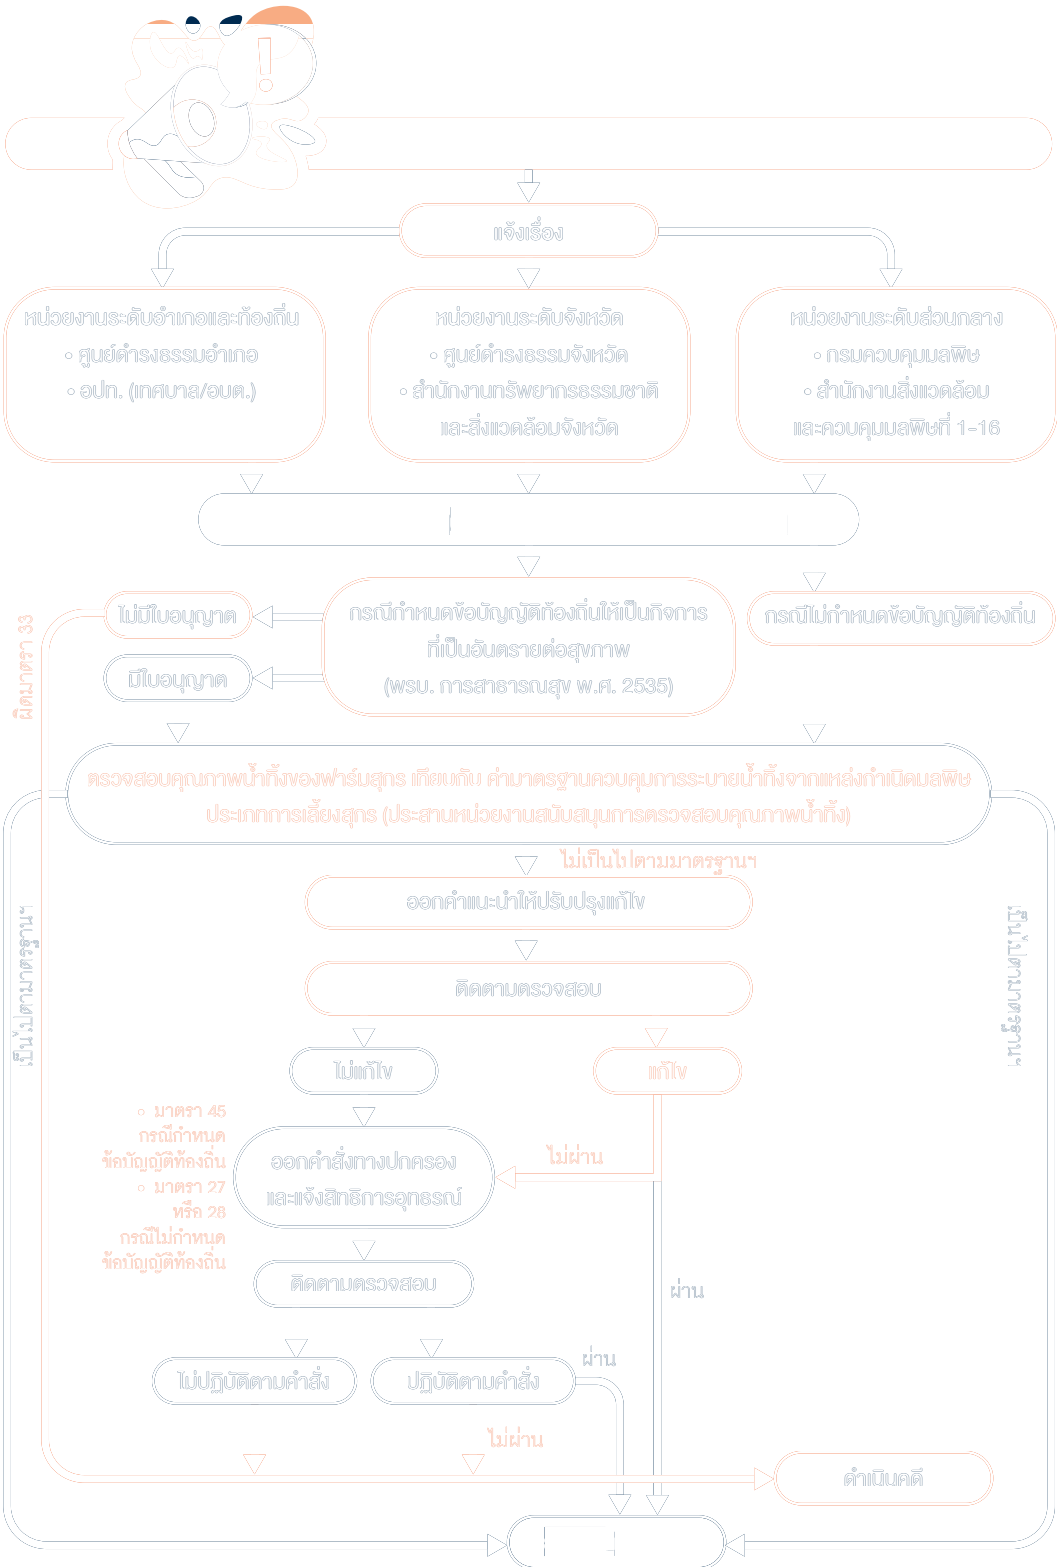 !
แจ้งเรื่อง
หน่วยงานระดับอำเภอและท้องถิ่น
◦ ศูนย์ดำรงธรรมอำเภอ
◦ อปท. (เทศบาล/อบต.)
หน่วยงานระดับจังหวัด
◦ ศูนย์ดำรงธรรมจังหวัด
◦ สำนักงานทรัพยากรธรรมชาติ
และสิ่งแวดล้อมจังหวัด
หน่วยงานระดับส่วนกลาง
◦ กรมควบคุมมลพิษ
◦ สำนักงานสิ่งแวดล้อม
และควบคุมมลพิษที่ 1-16
ไม่มีใบอนุญาต
มีใบอนุญาต
กรณีกำหนดข้อบัญญัติท้องถิ่นให้เป็นกิจการ
ที่เป็นอันตรายต่อสุขภาพ
(พรบ. การสาธารณสุข พ.ศ. 2535)
กรณีไม่กำหนดข้อบัญญัติท้องถิ่น
ผิดมาตรา 33
ตรวจสอบคุณภาพน้ำทิ้งของฟาร์มสุกร เทียบกับ ค่ามาตรฐานควบคุมการระบายน้ำทิ้งจากแหล่งกำเนิดมลพิษ
ประเภทการเลี้ยงสุกร (ประสานหน่วยงานสนับสนุนการตรวจสอบคุณภาพน้ำทิ้ง)
ไม่เป็นไปตามมาตรฐานฯ
ออกคำแนะนำให้ปรับปรุงแก้ไข
เป็นไปตามาตรฐานฯ
เป็นไปตามาตรฐานฯ
ติดตามตรวจสอบ
ไม่แก้ไข
แก้ไข
◦ มาตรา 45
กรณีกำหนด
ข้อบัญญัติท้องถิ่น
◦ มาตรา 27
หรือ 28
กรณีไม่กำหนด
ข้อบัญญัติท้องถิ่น
ออกคำสั่งทางปกครอง
และแจ้งสิทธิการอุทธรณ์
ไม่ผ่าน
ติดตามตรวจสอบ
ผ่าน
ไม่ปฏิบัติตามคำสั่ง
ปฏิบัติตามคำสั่ง
ผ่าน
ไม่ผ่าน
ดำเนินคดี